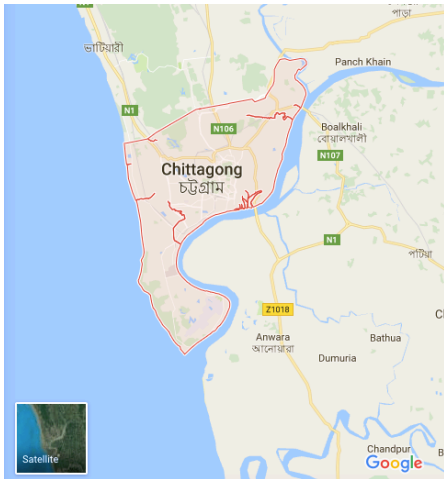 পাড়া
Panch Khain
ভাটিয়ারী
N1
N106
Boalkhali
বোয়ালখালী
N107
Chittagong
চট্টগ্রাম
N1
পটিয়া
Z1018
Anwara
আনোয়ারা
Bathua
Dumuria
Chandpur
Satellite
Google